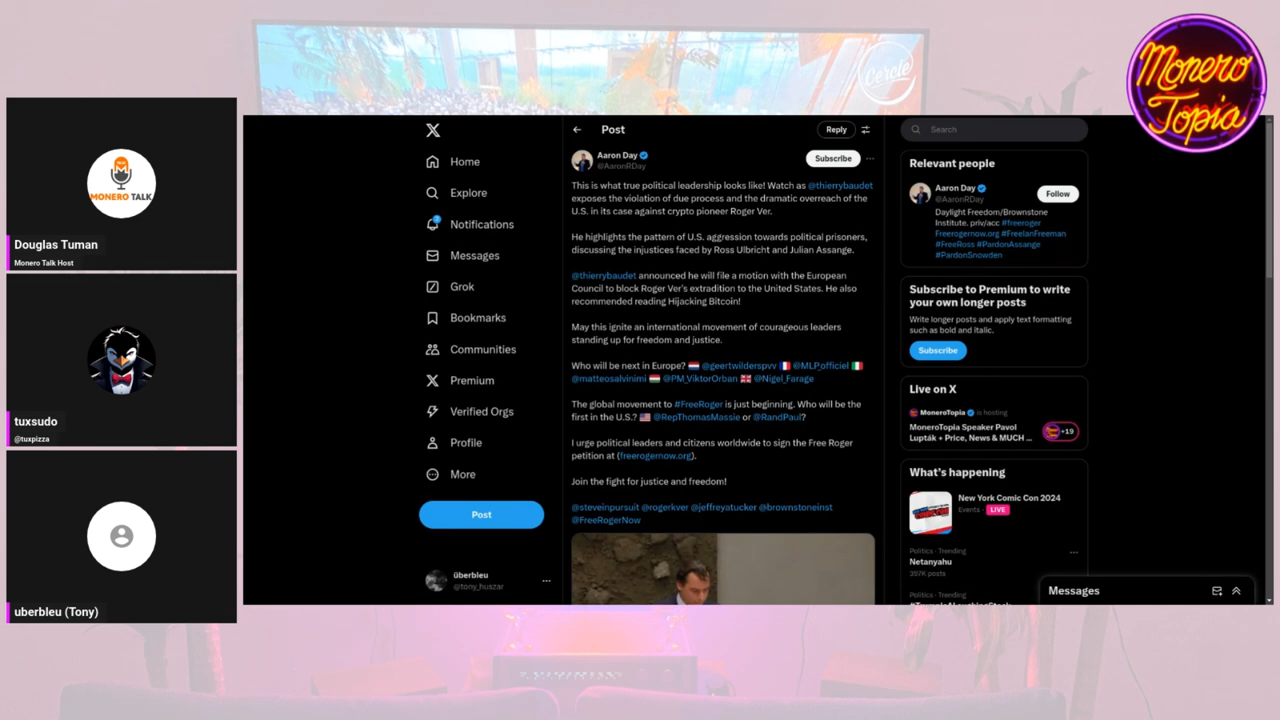 Cercle
Monero
Topia
MONERO TALK
Douglas Tuman
Monero Talk Host
tuxsudo
@tuxpizza
uberbleu (Tony)
Home
Explore
Notifications
Messages
Grok
Bookmarks
Communities
Premium
Verified Orgs
Profile
More
Post
überbleu
@tony_huszar
Post
Reply
Aaron Day
@AaronRDay
Subscribe
This is what true political leadership looks like! Watch as @thierrybaudet
exposes the violation of due process and the dramatic overreach of the
U.S. in its case against crypto pioneer Roger Ver.
He highlights the pattern of U.S. aggression towards political prisoners,
discussing the injustices faced by Ross Ulbricht and Julian Assange.
@thierrybaudet announced he will file a motion with the European
Council to block Roger Ver's extradition to the United States. He also
recommended reading Hijacking Bitcoin!
May this ignite an international movement of courageous leaders
standing up for freedom and justice.
Who will be next in Europe? 🇳🇱 @geertwilderspvv 🇫🇷 @MLP_officiel 🇮🇹
@matteosalvinimi 🇭🇺 @PM_ViktorOrban 🇬🇧 @Nigel_Farage
The global movement to #FreeRoger is just beginning. Who will be the
first in the U.S.? 🇺🇸 @RepThomasMassie or @RandPaul?
I urge political leaders and citizens worldwide to sign the Free Roger
petition at (freerogernow.org).
Join the fight for justice and freedom!
@steveinpursuit @rogerkver @jeffreyatucker @brownstoneinst
@FreeRogerNow
Search
Relevant people
Aaron Day
@AaronRDay
Follow
Daylight Freedom/Brownstone
Institute. priv/acc #freeroger
Freerogernow.org #FreeIanFreeman
#FreeRoss #PardonAssange
#PardonSnowden
Subscribe to Premium to write
your own longer posts
Write longer posts and apply text formatting
such as bold and italic.
Subscribe
Live on X
MoneroTopia is hosting
MoneroTopia Speaker Pavol
Lupták + Price, News & MUCH ...
+19
What's happening
New York Comic Con 2024
Events · LIVE
Politics · Trending
Netanyahu
357K posts
Politics · Trending
Messages